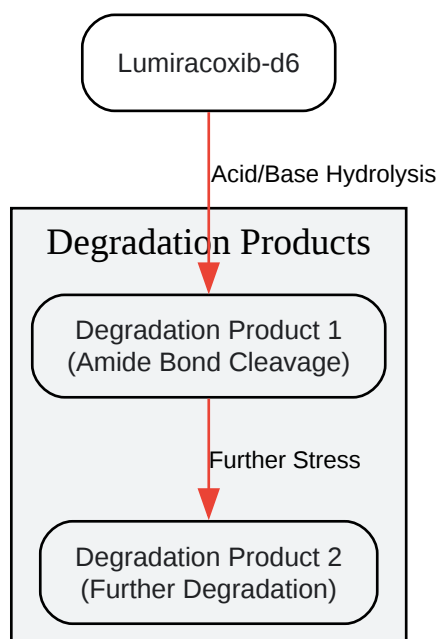 Lumiracoxib-d6
Acid/Base Hydrolysis
Degradation Products
Degradation Product 1
(Amide Bond Cleavage)
Further Stress
Degradation Product 2
(Further Degradation)